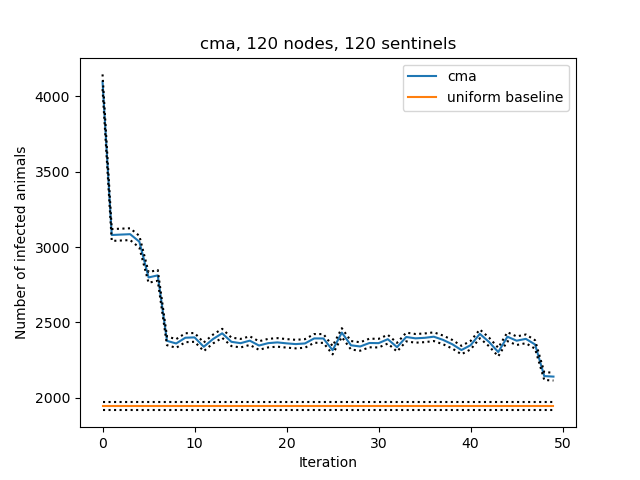 cma, 120 nodes, 120 sentinels
cma
uniform baseline
Number of infected animals
4000
3500
3000
2500
2000
0 10 20 30 40 50
Iteration